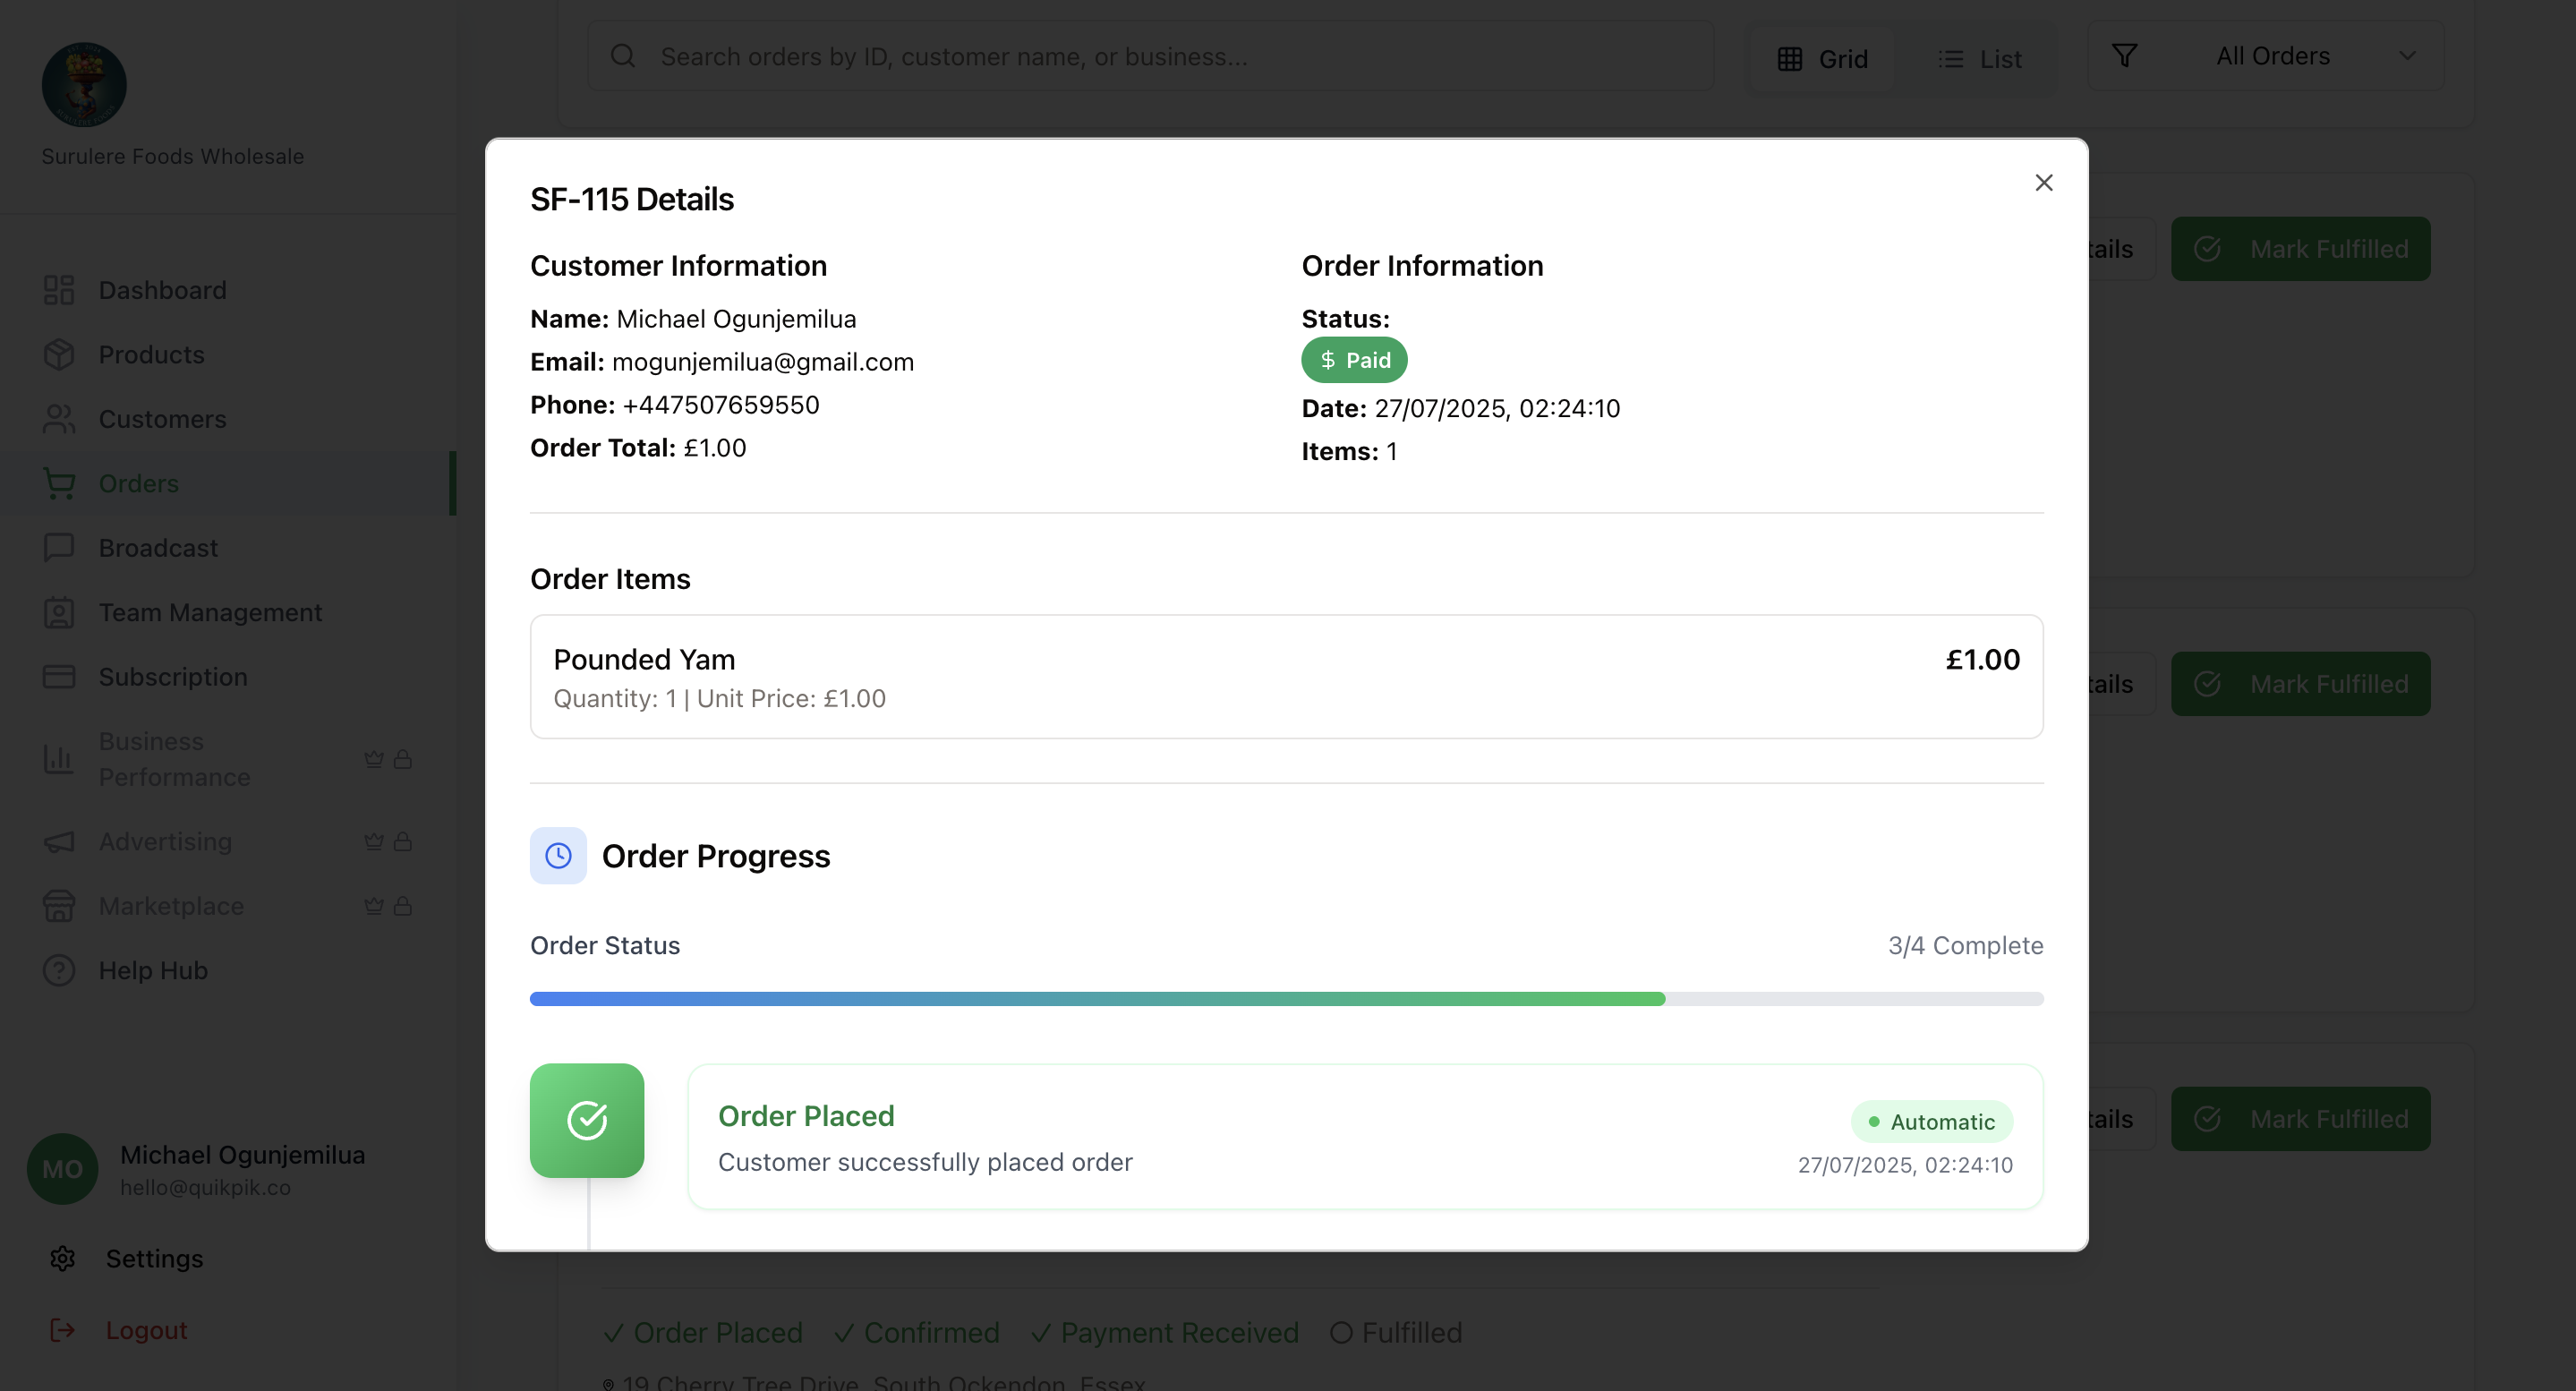 Surulere Foods Wholesale
Dashboard
Products
Customers
Orders
Broadcast
Team Management
Subscription
Business
Performance
Advertising
Marketplace
Help Hub
MO
Michael Ogunjemilua
hello@quikpik.co
Settings
Logout
Search orders by ID, customer name, or business...
Grid
List
All Orders
SF-115 Details
Customer Information
Name: Michael Ogunjemilua
Email: mogunjemilua@gmail.com
Phone: +447507659550
Order Total: £1.00
Order Information
Status:
$ Paid
Date: 27/07/2025, 02:24:10
Items: 1
Order Items
Pounded Yam
£1.00
Quantity: 1 | Unit Price: £1.00
Order Progress
Order Status
3/4 Complete
Order Placed
Automatic
Customer successfully placed order
27/07/2025, 02:24:10
tails
Mark Fulfilled
tails
Mark Fulfilled
tails
Mark Fulfilled
Order Placed
Confirmed
Payment Received
Fulfilled
19 Cherry Tree Drive, South Ockendon, Essex